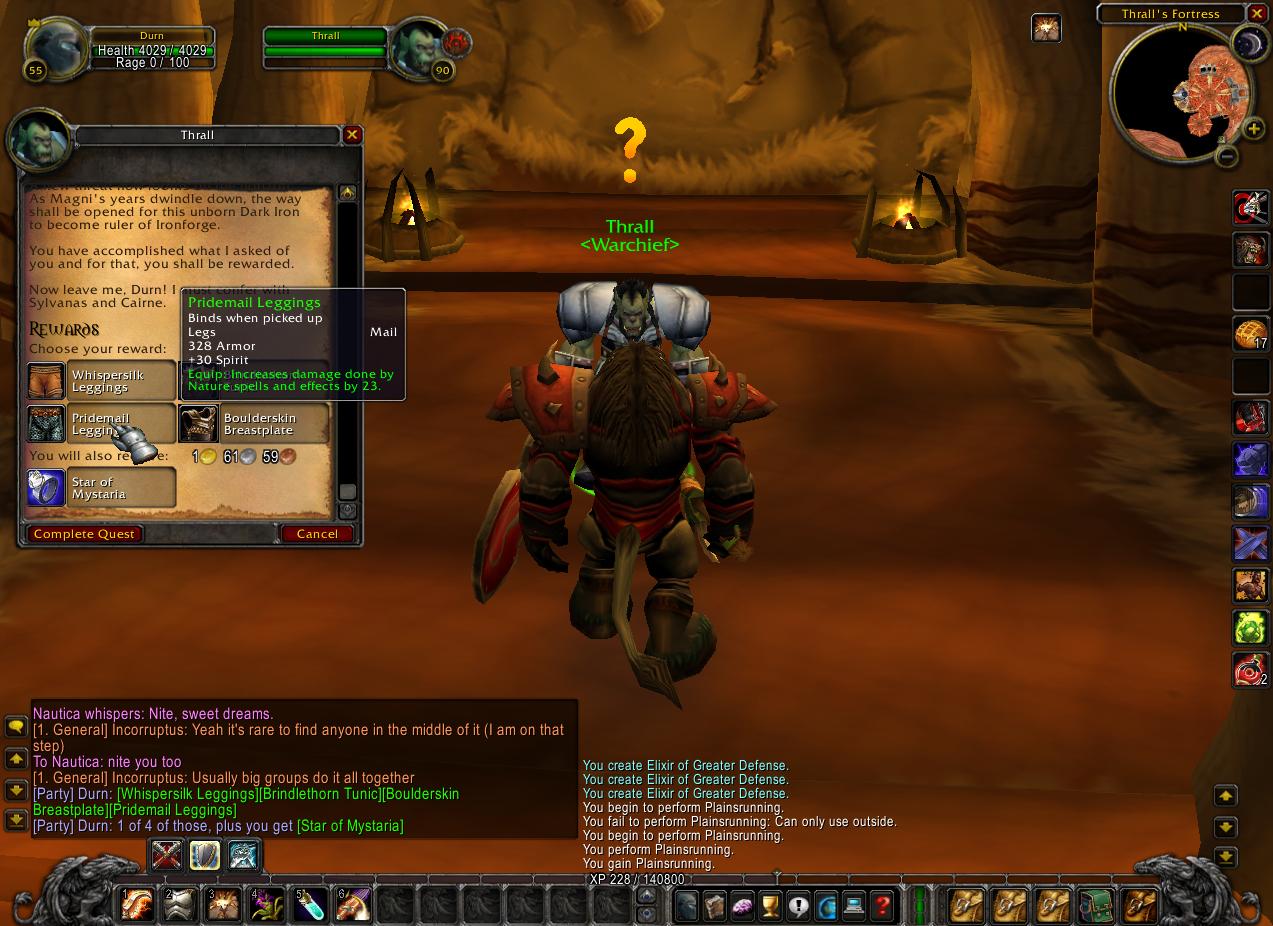 Durn
Health 4029 / 4029
Rage 0 / 100
55
Thrall
90
Thrall's Fortress
N
Thrall
As Magni's years dwindle down, the way
shall be opened for this unborn Dark Iron
to become ruler of Ironforge.
You have accomplished what I asked of
you and for that, you shall be rewarded.
Now leave me, Durn! I must confer with
Sylvanas and Cairne.
Rewards
Choose your reward:
Whispersilk
Leggings
Pridemail
Leggin
Boulderskin
Breastplate
You will also re e:
1 61 59
Star of
Mystaria
Complete Quest
Cancel
Pridemail Leggings
Binds when picked up
Legs Mail
328 Armor
+30 Spirit
Equip: Increases damage done by
Nature spells and effects by 23.
?
Thrall
<Warchief>
17
2
Nautica whispers: Nite, sweet dreams.
[1. General] Incorruptus: Yeah it's rare to find anyone in the middle of it (I am on that
step)
To Nautica: nite you too
[1. General] Incorruptus: Usually big groups do it all together
[Party] Durn: [Whispersilk Leggings][Brindlethorn Tunic][Boulderskin
Breastplate][Pridemail Leggings]
[Party] Durn: 1 of 4 of those, plus you get [Star of Mystaria]
You create Elixir of Greater Defense.
You create Elixir of Greater Defense.
You create Elixir of Greater Defense.
You begin to perform Plainsrunning.
You fail to perform Plainsrunning: Can only use outside.
You begin to perform Plainsrunning.
You perform Plainsrunning.
You gain Plainsrunning.
XP 228 / 140800
1 2 3 4 5 6
?